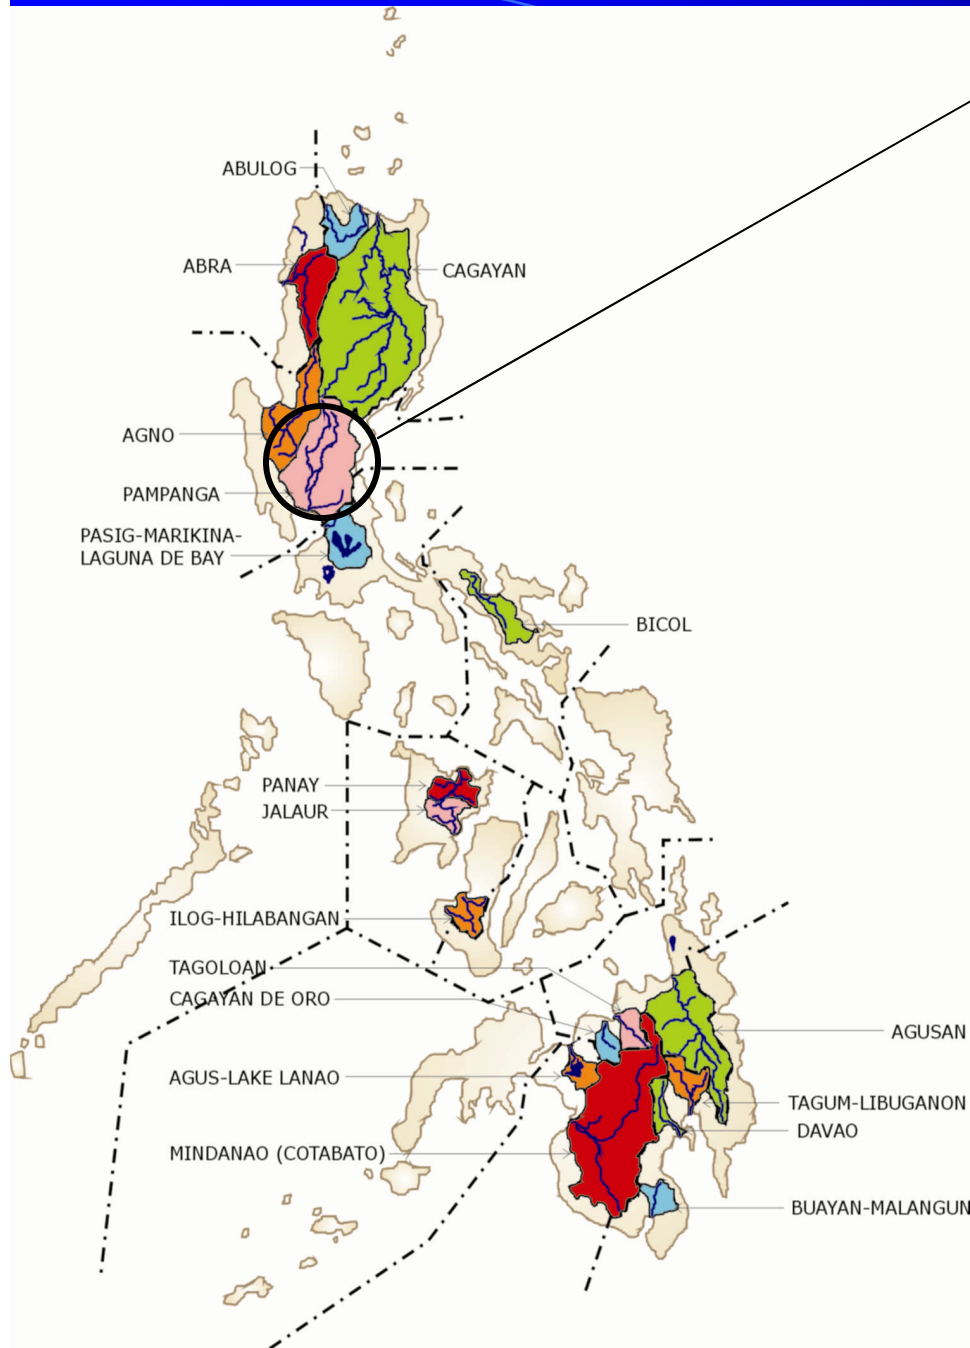 ABULOG
ABRA
CAGAYAN
AGNO
PAMPANGA
PASIG-MARIKINA-
LAGUNA DE BAY
BICOL
PANAY
JALAUR
ILOG-HILABANGAN
TAGOLOAN
CAGAYAN DE ORO
AGUSAN
AGUS-LAKE LANAO
TAGUM-LIBUGANON
DAVAO
MINDANAO (COTABATO)
BUAYAN-MALANGUN